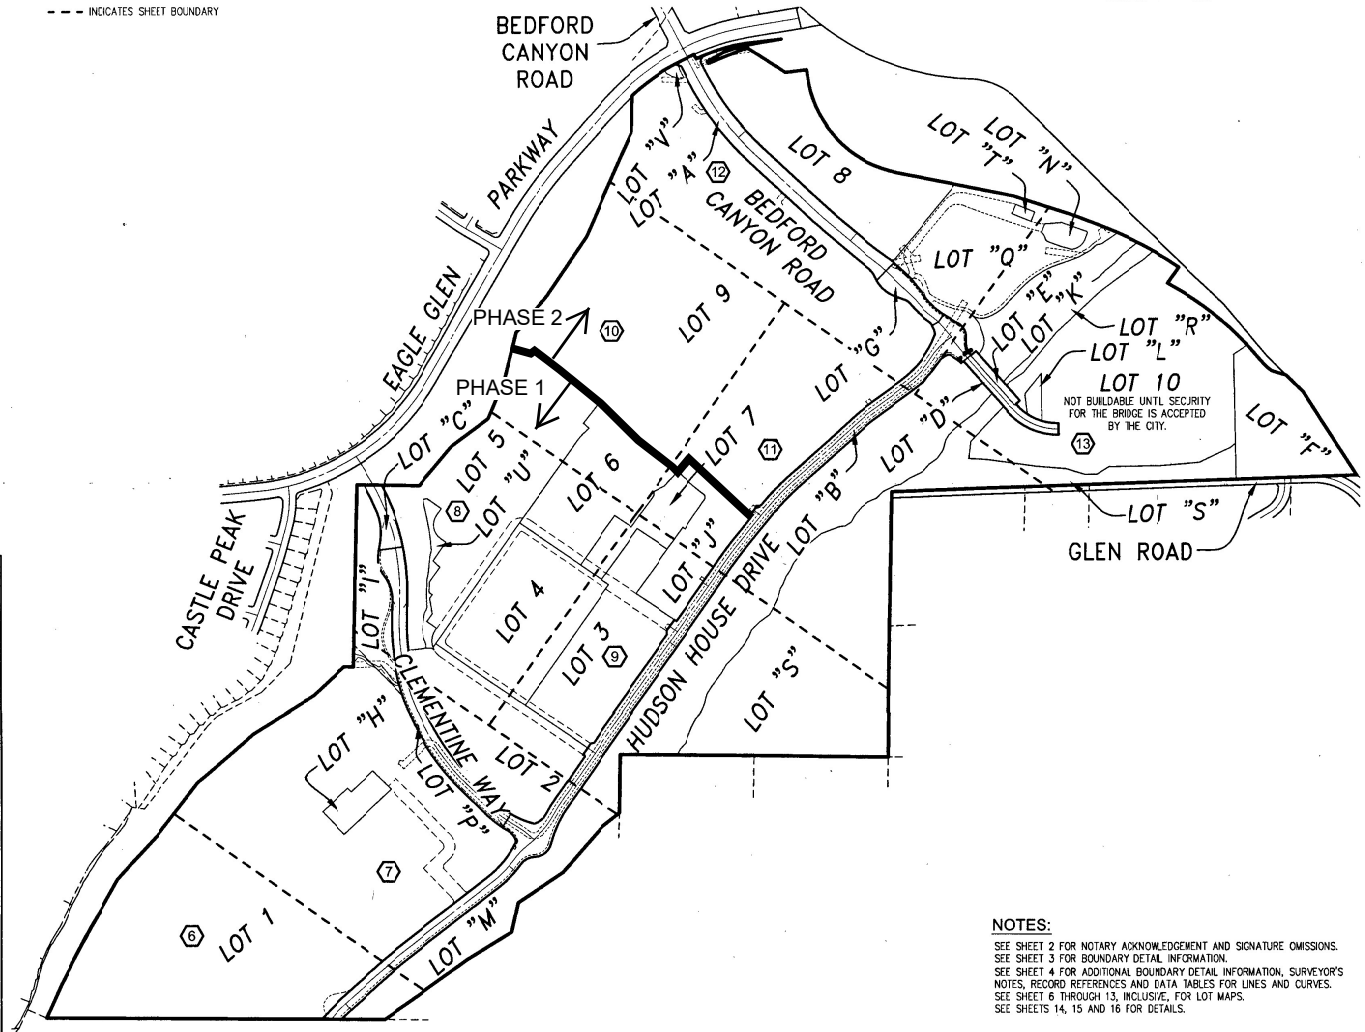 --- INDICATES SHEET BOUNDARY
BEDFORD
CANYON
ROAD
PARKWAY
EAGLE GLEN
CASTLE PEAK
DRIVE
LOT "V"
LOT "A"
12
BEDFORD
CANYON ROAD
LOT 8
LOT "T"
LOT "N"
LOT "Q"
LOT "E"
LOT "K"
LOT "R"
LOT "L"
LOT 10
NOT BUILDABLE UNTIL SECURITY
FOR THE BRIDGE IS ACCEPTED
BY THE CITY.
13
LOT "F"
LOT "S"
GLEN ROAD
PHASE 2
10
LOT 9
LOT "G"
PHASE 1
LOT "C"
LOT 5
LOT "U"
8
LOT 6
LOT 7
11
LOT "D"
LOT "B"
LOT "J"
HUDSON HOUSE DRIVE
LOT "I"
LOT 4
LOT 3
9
LOT "S"
CLEMENTINE WAY
LOT 2
LOT "H"
LOT "P"
7
LOT "M"
6
LOT 1
NOTES:
SEE SHEET 2 FOR NOTARY ACKNOWLEDGEMENT AND SIGNATURE OMISSIONS.
SEE SHEET 3 FOR BOUNDARY DETAIL INFORMATION.
SEE SHEET 4 FOR ADDITIONAL BOUNDARY DETAIL INFORMATION, SURVEYOR'S
NOTES, RECORD REFERENCES AND DATA TABLES FOR LINES AND CURVES.
SEE SHEET 6 THROUGH 13, INCLUSIVE, FOR LOT MAPS.
SEE SHEETS 14, 15 AND 16 FOR DETAILS.